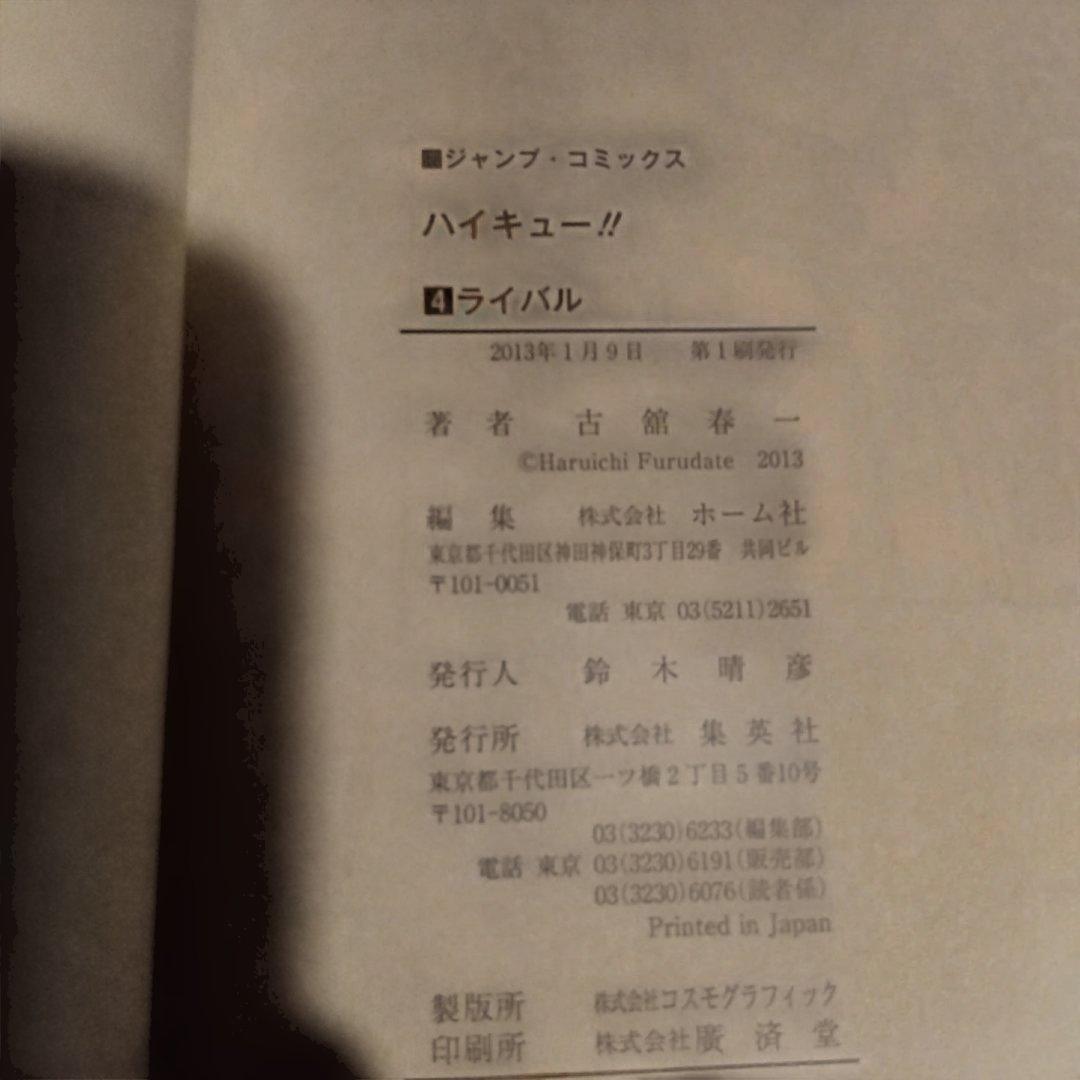 ■ジャンプ・コミックス
ハイキュー!!
4ライバル
2013年1月9日 第1刷発行
著者 古舘春一
©Haruichi Furudate 2013
編集 株式会社 ホーム社
東京都千代田区神田神保町3丁目29番 共同ビル
〒101-0051
電話 東京 03(5211)2651
発行人 鈴木晴彦
発行所 株式会社 集英社
東京都千代田区一ツ橋2丁目5番10号
〒101-8050
03(3230)6233(編集部)
電話 東京 03(3230)6191(販売部)
03(3230)6076(読者係)
Printed in Japan
製版所 株式会社コスモグラフィック
印刷所 株式会社廣済堂